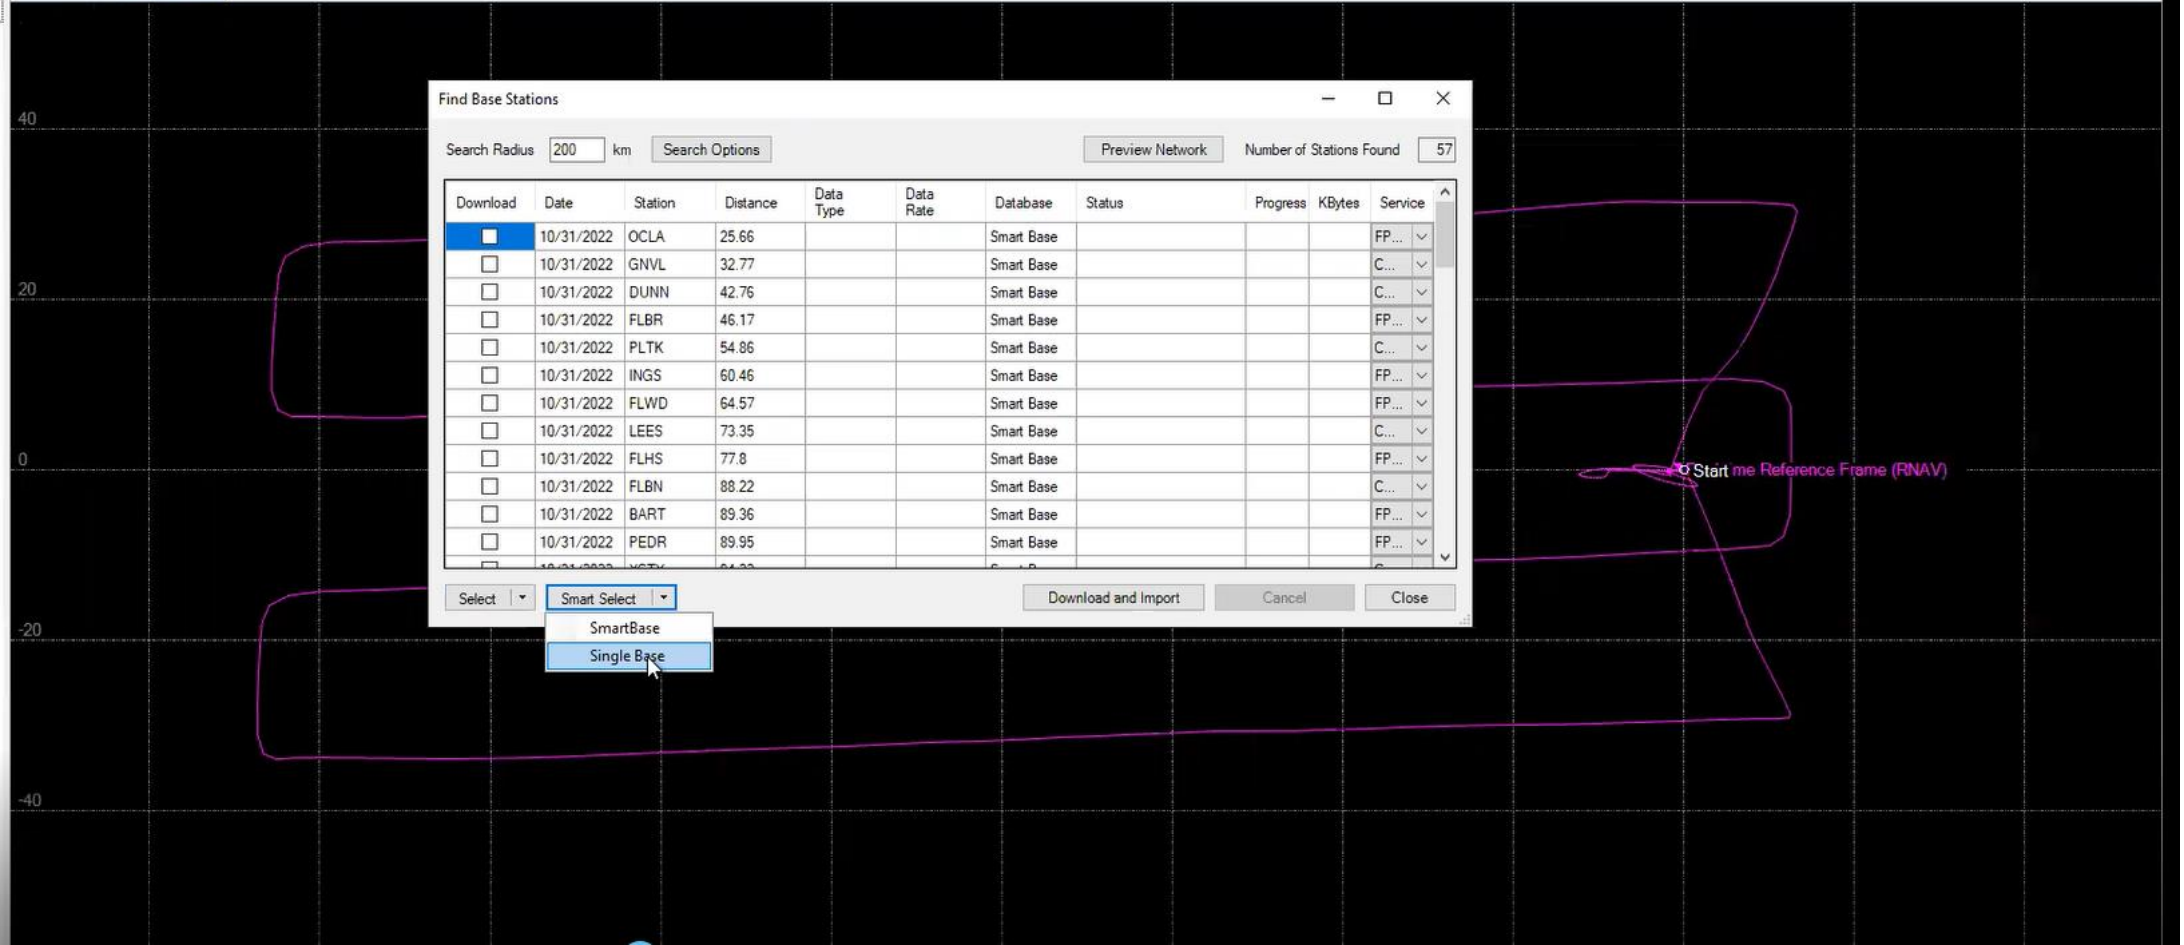 Find Base Stations
Search Radius 200 km Search Options Preview Network Number of Stations Found 57
Download Date Station Distance Data Type Data Rate Database Status Progress KBytes Service
10/31/2022 OCLA 25.66 Smart Base FP...
10/31/2022 GNVL 32.77 Smart Base C...
10/31/2022 DUNN 42.76 Smart Base C...
10/31/2022 FLBR 46.17 Smart Base FP...
10/31/2022 PLTK 54.86 Smart Base C...
10/31/2022 INGS 60.46 Smart Base FP...
10/31/2022 FLWD 64.57 Smart Base FP...
10/31/2022 LEES 73.35 Smart Base C...
10/31/2022 FLHS 77.8 Smart Base FP...
10/31/2022 FLBN 88.22 Smart Base C...
10/31/2022 BART 89.36 Smart Base FP...
10/31/2022 PEDR 89.95 Smart Base FP...
Select Smart Select Download and Import Cancel Close
SmartBase
Single Base
40
20
0
-20
-40
Start me Reference Frame (RNAV)